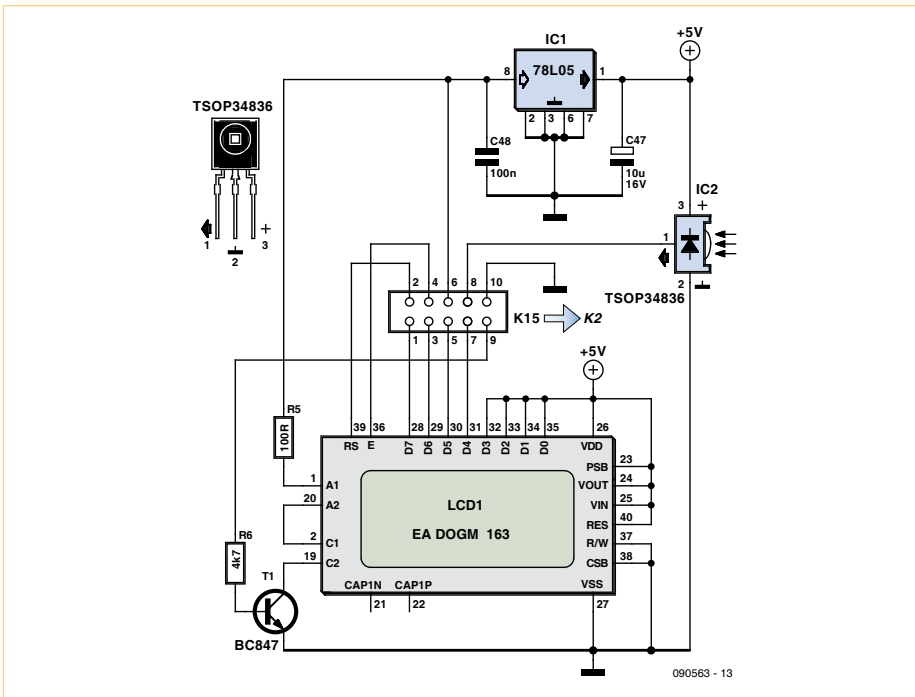 +5V
IC1
78L05
8
1
2
3
6
7
TSOP34836
1
2
3
+
C48
100n
C47
10u
16V
IC2
3
+
1
2
TSOP34836
2
4
6
8
10
K15
K2
1
3
5
7
9
+5V
R5
100R
39
36
28
29
30
31
32
33
34
35
26
RS
E
D7
D6
D5
D4
D3
D2
D1
D0
VDD
1
A1
20
A2
2
C1
19
C2
LCD1
EA DOGM 163
PSB
23
VOUT
24
VIN
25
RES
40
R/W
37
CSB
38
CAP1N
CAP1P
VSS
21
22
27
R6
4k7
T1
BC847
090563 - 13